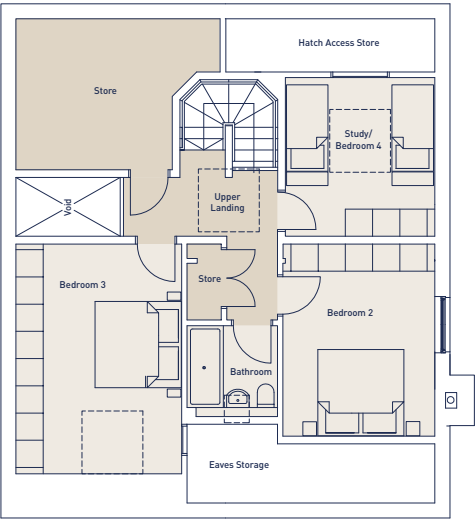 Hatch Access Store
Store
Study/
Bedroom 4
Upper
Landing
Void
Store
Bedroom 3
Bedroom 2
Bathroom
Eaves Storage